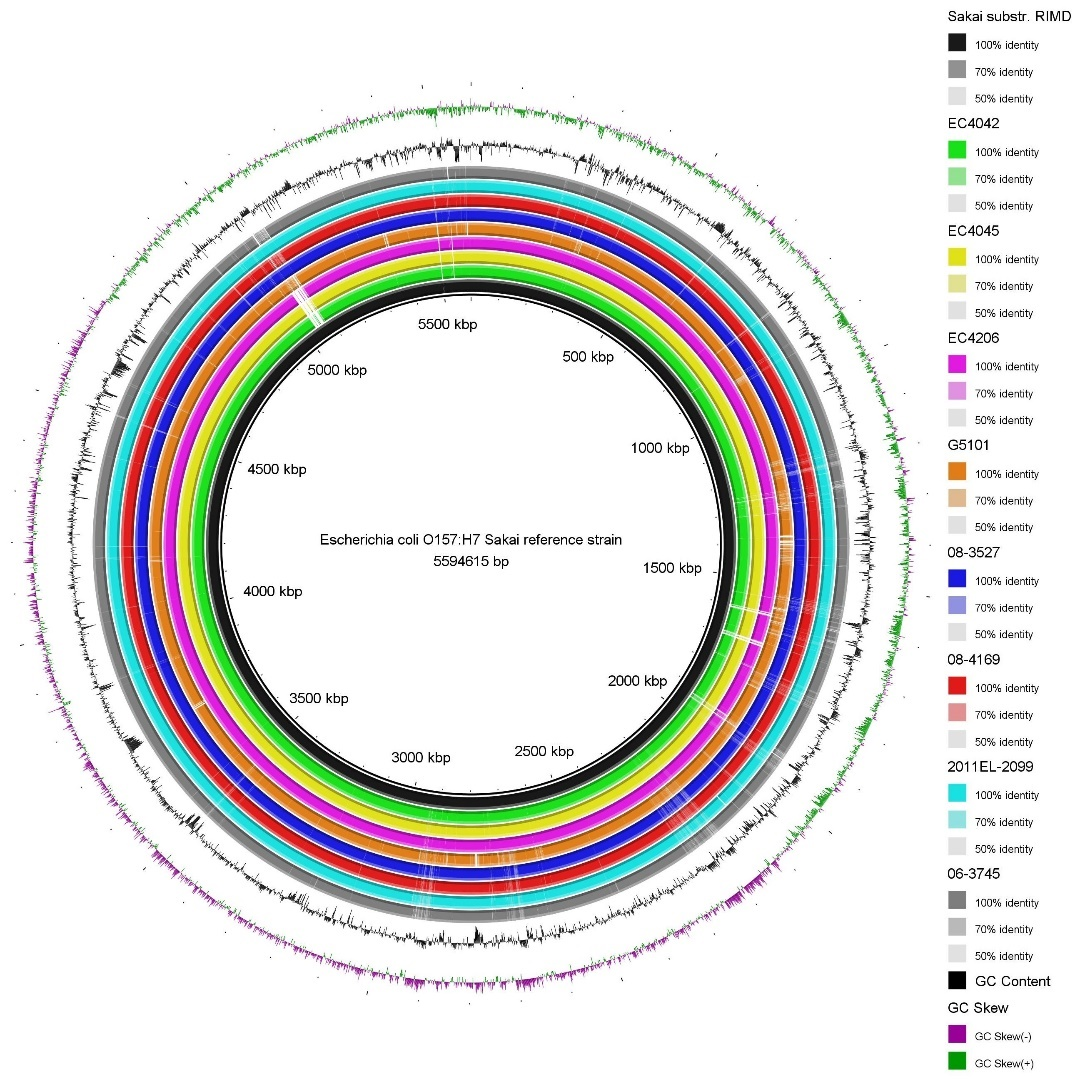 5500 kbp
500 kbp
5000 kbp
1000 kbp
4500 kbp
Escherichia coli O157:H7 Sakai reference strain
5594615 bp
1500 kbp
4000 kbp
2000 kbp
3500 kbp
2500 kbp
3000 kbp
Sakai substr. RIMD
100% identity
70% identity
50% identity
EC4042
100% identity
70% identity
50% identity
EC4045
100% identity
70% identity
50% identity
EC4206
100% identity
70% identity
50% identity
G5101
100% identity
70% identity
50% identity
08-3527
100% identity
70% identity
50% identity
08-4169
100% identity
70% identity
50% identity
2011EL-2099
100% identity
70% identity
50% identity
06-3745
100% identity
70% identity
50% identity
GC Content
GC Skew
GC Skew(-)
GC Skew(+)